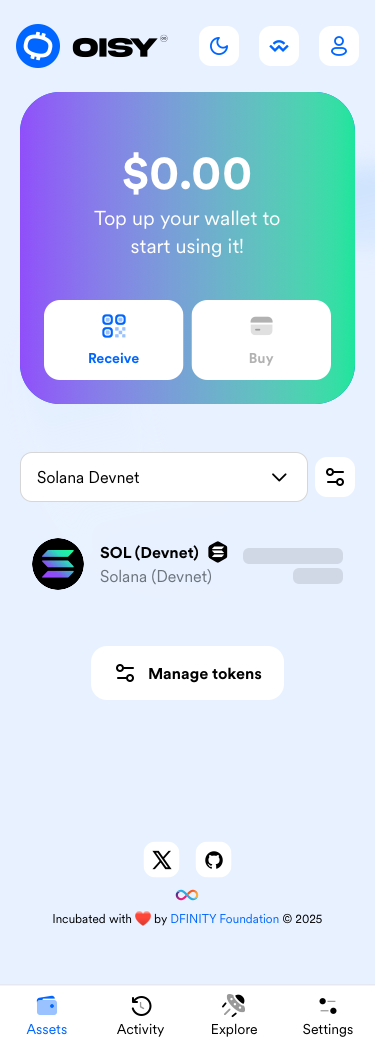 OISY
$0.00
Top up your wallet to
start using it!
Receive
Buy
Solana Devnet
SOL (Devnet)
Solana (Devnet)
Manage tokens
Incubated with ❤️ by DFINITY Foundation © 2025
Assets
Activity
Explore
Settings